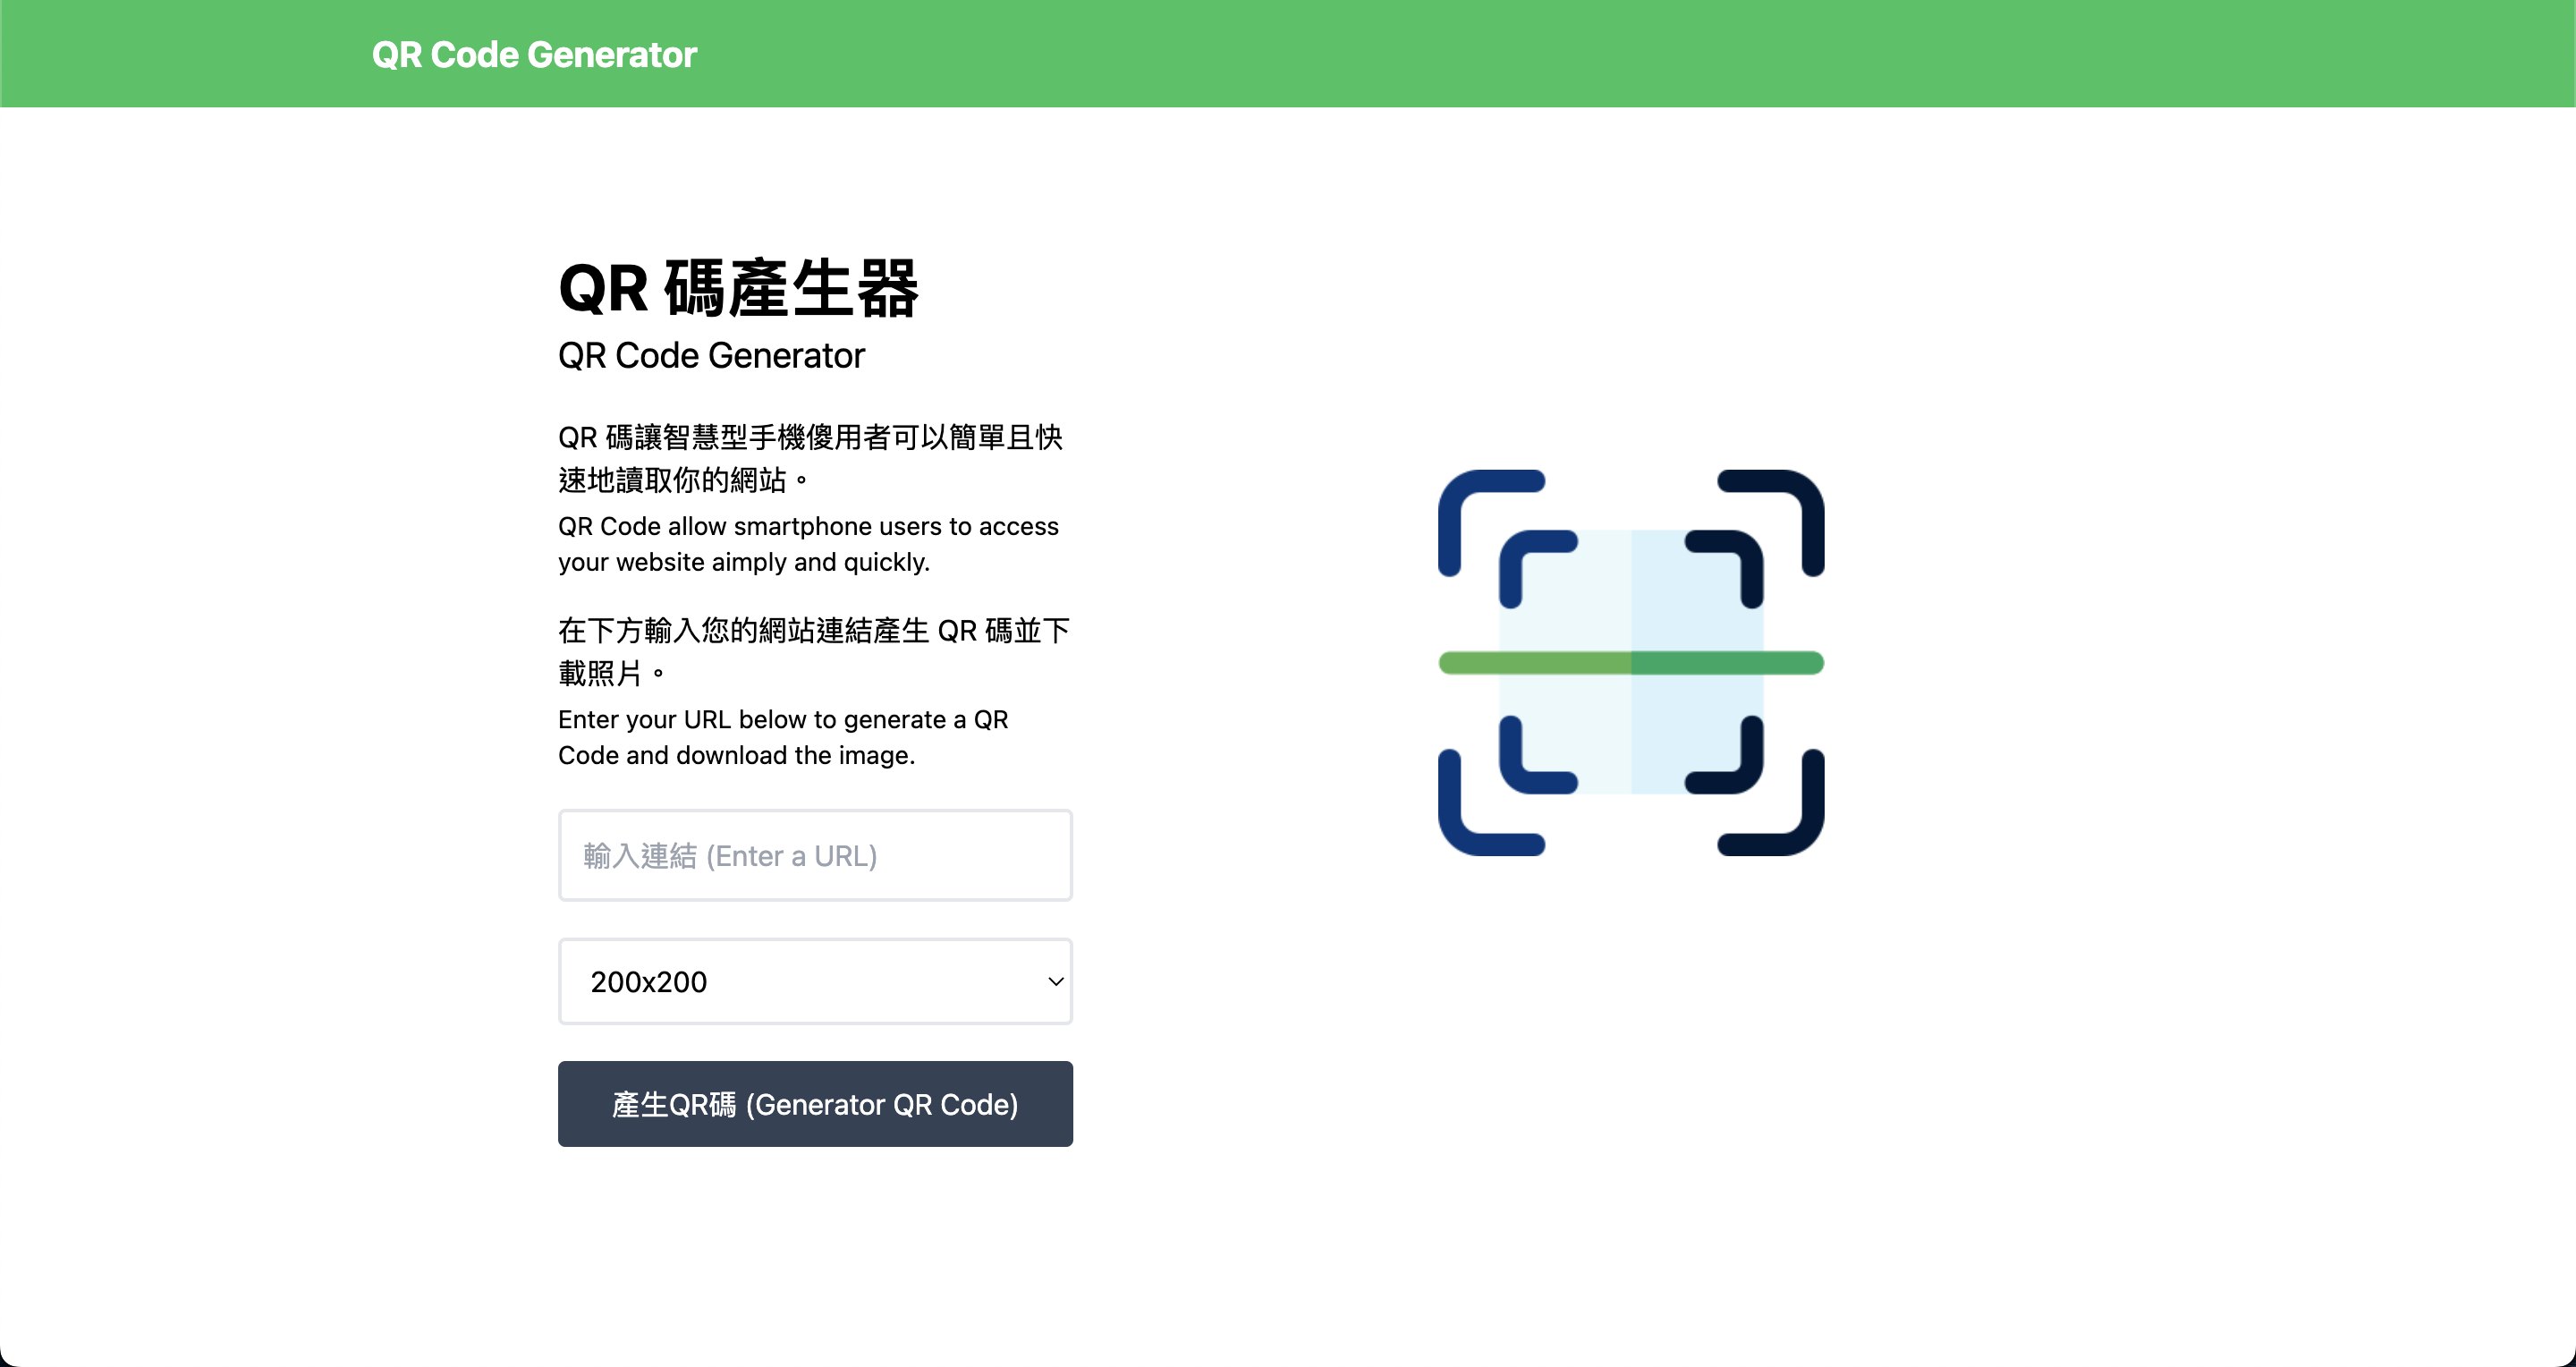 QR Code Generator
QR 碼產生器
QR Code Generator
QR 碼讓智慧型手機傻用者可以簡單且快
速地讀取你的網站。
QR Code allow smartphone users to access
your website aimply and quickly.
在下方輸入您的網站連結產生 QR 碼並下
載照片。
Enter your URL below to generate a QR
Code and download the image.
輸入連結 (Enter a URL)
200x200
產生QR碼 (Generator QR Code)